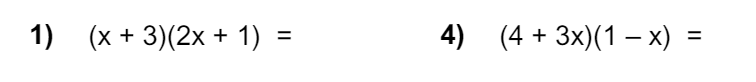 1) (x + 3)(2x + 1) = 4) (4 + 3x)(1 – x) =